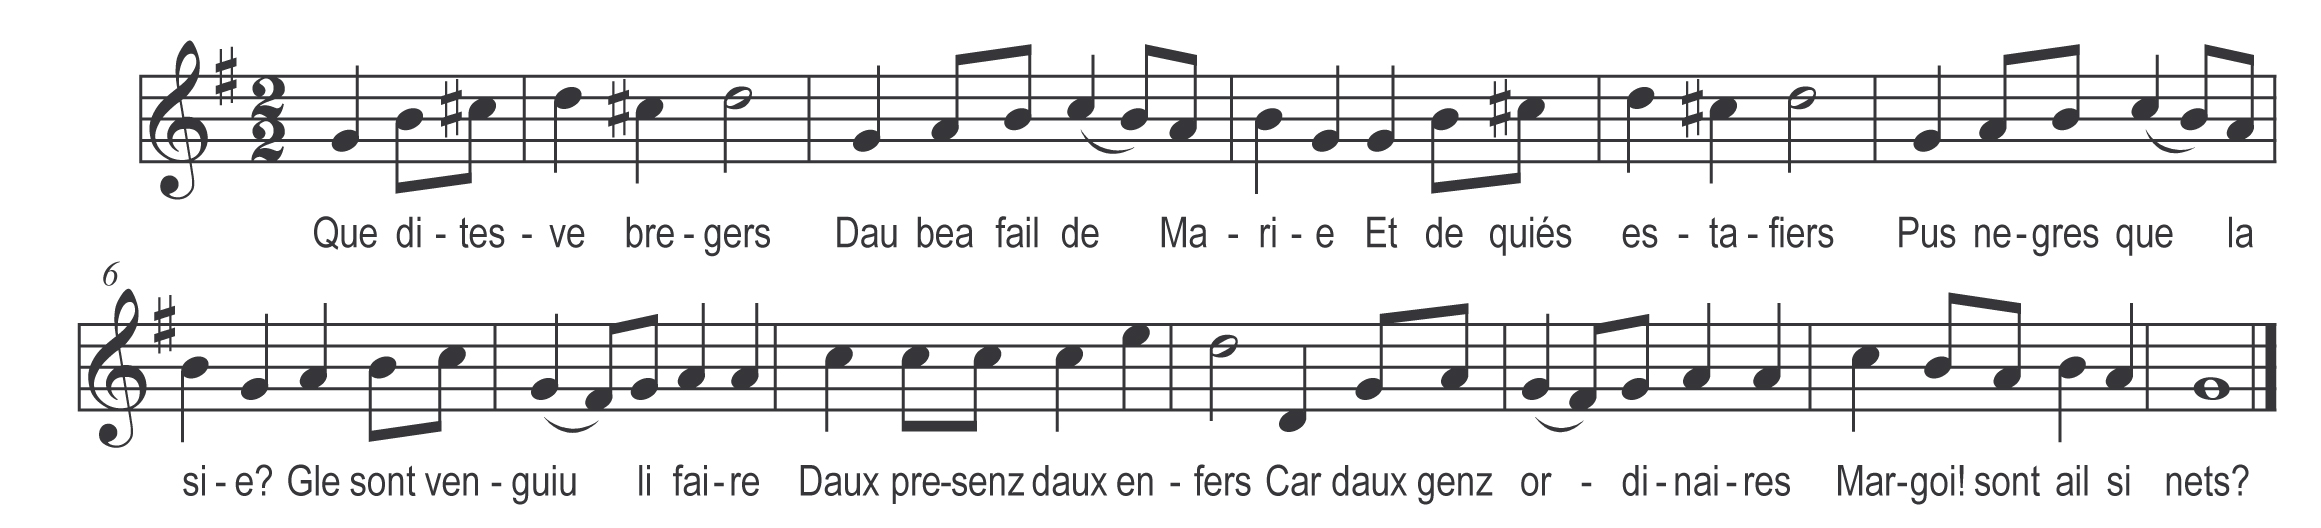 Que di - tes - ve bre - gers Dau bea fail de Ma - ri - e Et de quiés es - ta - fiers Pus ne - gres que la
6
si - e? Gle sont ven - guiu li fai - re Daux pre - senz daux en - fers Car daux genz or - di - nai - res Mar - goi! sont ail si nets?